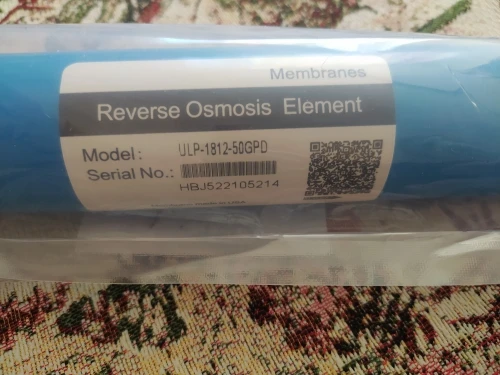 Membranes
Reverse Osmosis Element
Model: ULP-1812-50GPD
Serial No.:
HBJ522105214